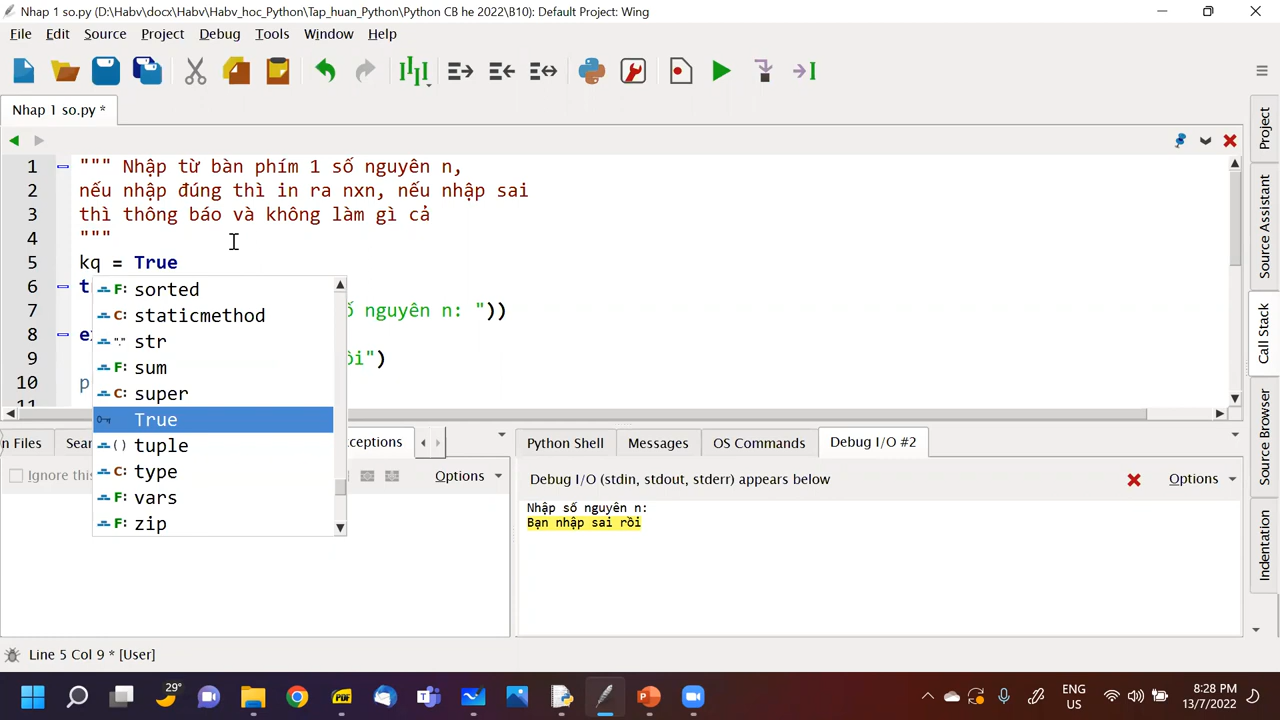 Nhap 1 so.py (D:\Habv\docx\Habv\Habv_hoc_Python\Tap_huan_Python\Python CB he 2022\B10): Default Project: Wing
File Edit Source Project Debug Tools Window Help
Nhap 1 so.py *
1 """ Nhập từ bàn phím 1 số nguyên n,
2 nếu nhập đúng thì in ra nxn, nếu nhập sai
3 thì thông báo và không làm gì cả
4 """
5 kq = True
6 t
7 ố nguyên n: "))
8 e
9 ồi")
10 p
11
sorted
staticmethod
str
sum
super
True
tuple
type
vars
zip
Project
Source Assistant
Call Stack
Source Browser
Indentation
n Files Sear xceptions
Ignore this Options
Python Shell Messages OS Commands Debug I/O #2
Debug I/O (stdin, stdout, stderr) appears below Options
Nhập số nguyên n:
Bạn nhập sai rồi
Line 5 Col 9 * [User]
29° PDF ENG 8:28 PM
US 13/7/2022